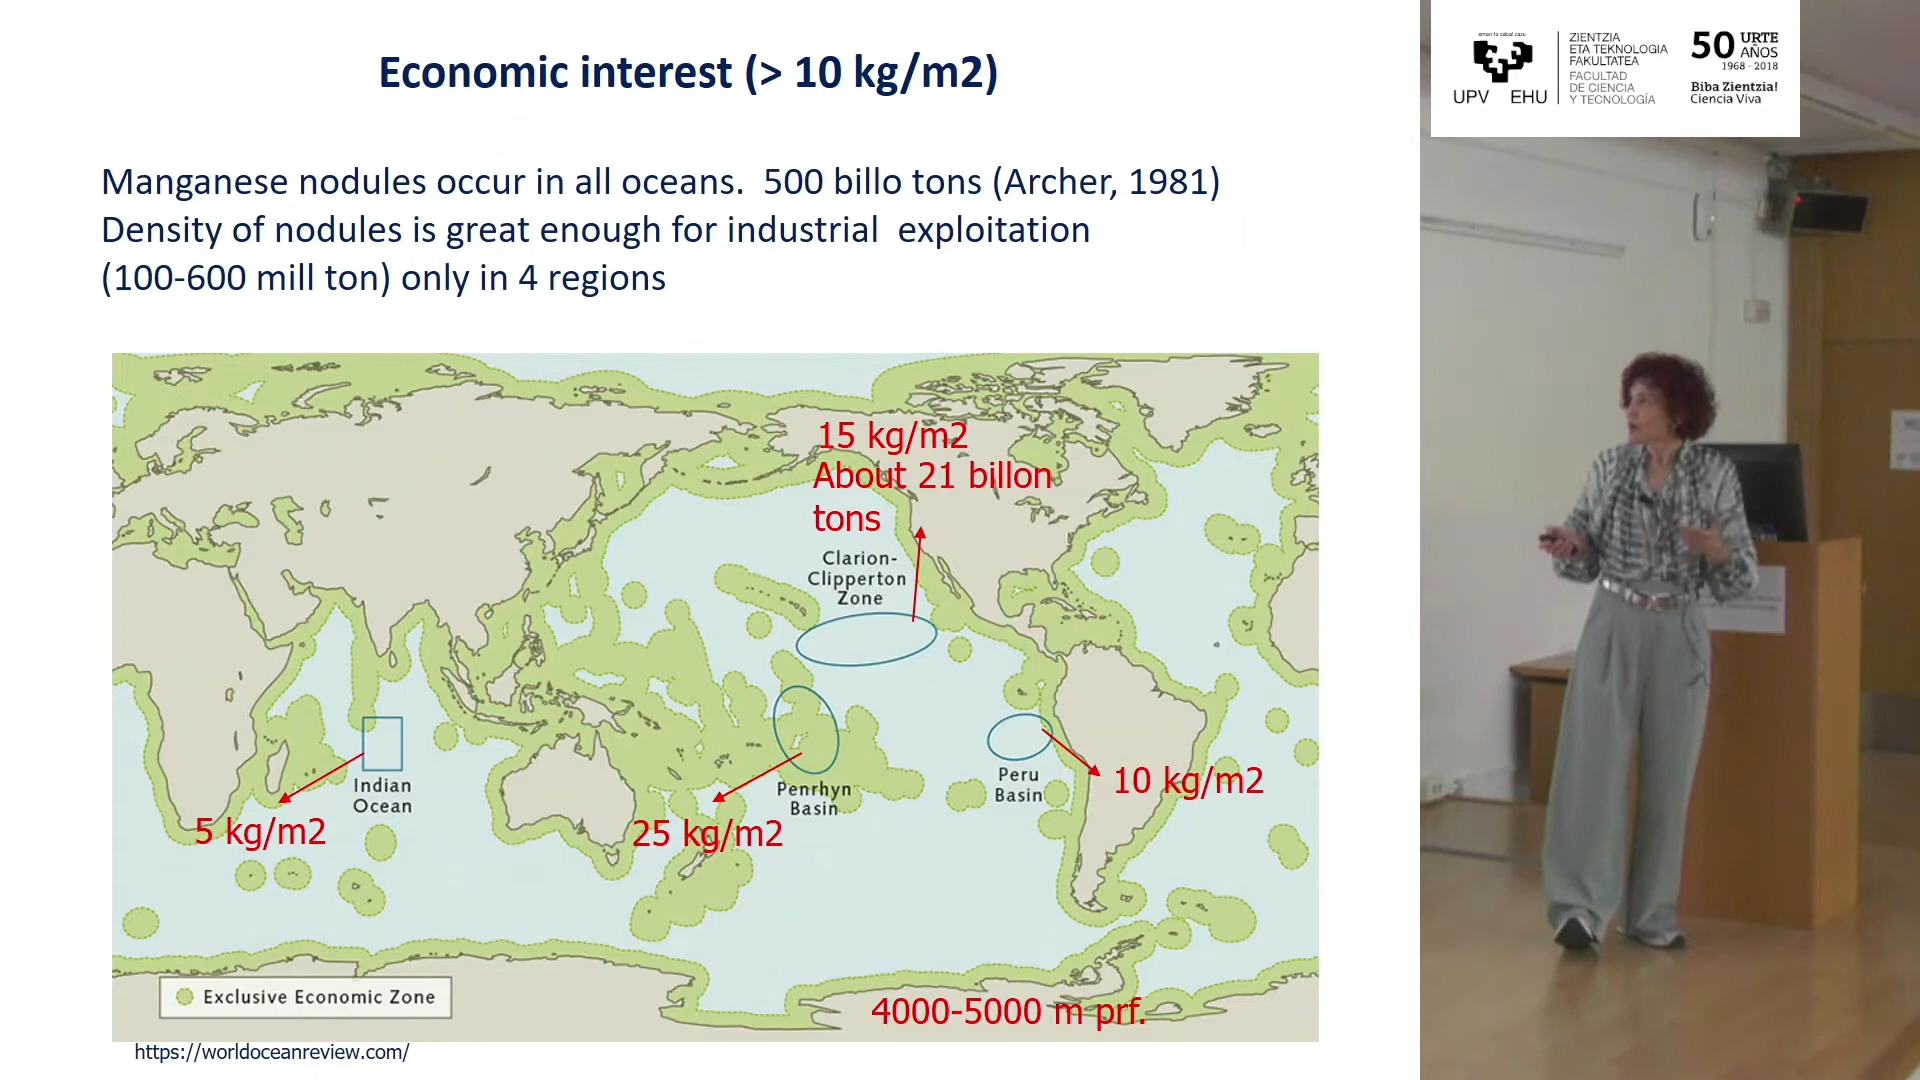 Economic interest (> 10 kg/m2)
Manganese nodules occur in all oceans.  500 billo tons (Archer, 1981)
Density of nodules is great enough for industrial  exploitation
(100-600 mill ton) only in 4 regions
15 kg/m2
About 21 billon
tons
Clarion-
Clipperton
Zone
Indian
Ocean
Penrhyn
Basin
Peru
Basin
10 kg/m2
5 kg/m2
25 kg/m2
Exclusive Economic Zone
4000-5000 m prf.
https://worldoceanreview.com/
eman ta zabal zazu
UPV EHU
ZIENTZIA
ETA TEKNOLOGIA
FAKULTATEA
FACULTAD
DE CIENCIA
Y TECNOLOGÍA
50 URTE
AÑOS
1968 - 2018
Biba Zientzia!
Ciencia Viva